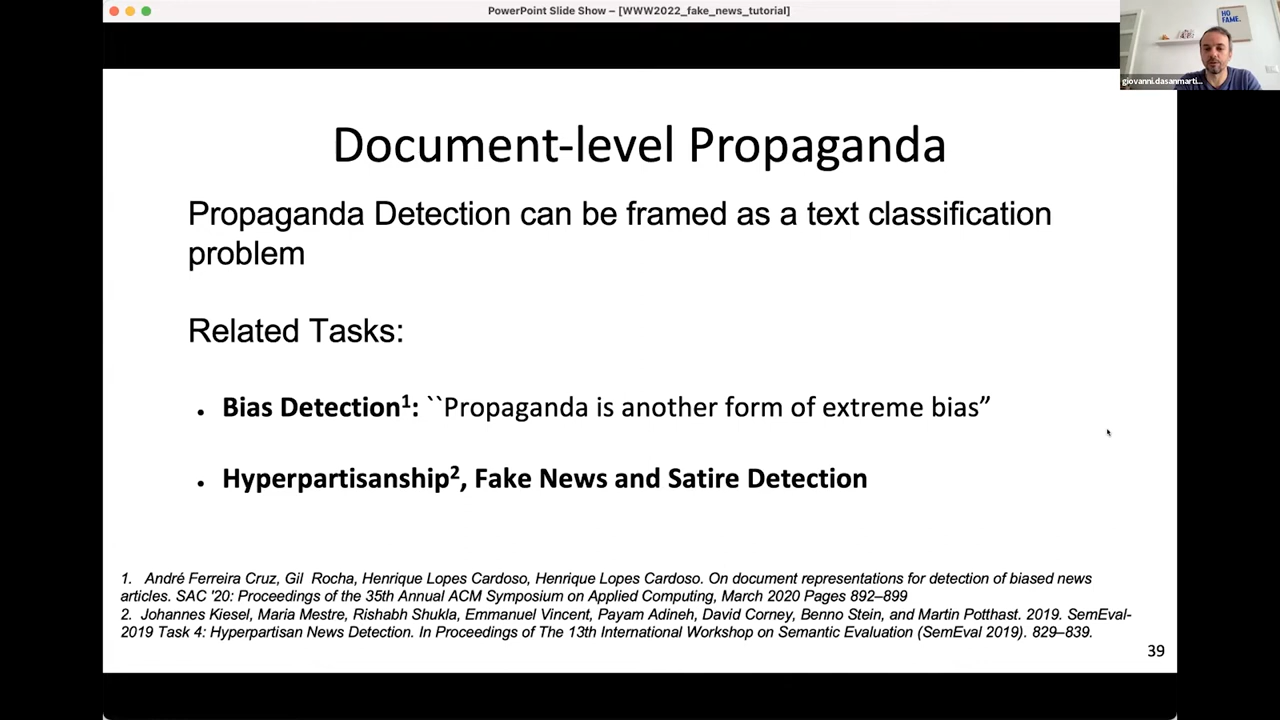 PowerPoint Slide Show – [WWW2022_fake_news_tutorial]
HO
FAME.
giovanni.dasanmarti...
Document-level Propaganda
Propaganda Detection can be framed as a text classification
problem
Related Tasks:
• Bias Detection¹: ``Propaganda is another form of extreme bias”
• Hyperpartisanship², Fake News and Satire Detection
1. André Ferreira Cruz, Gil Rocha, Henrique Lopes Cardoso, Henrique Lopes Cardoso. On document representations for detection of biased news
articles. SAC '20: Proceedings of the 35th Annual ACM Symposium on Applied Computing, March 2020 Pages 892–899
2. Johannes Kiesel, Maria Mestre, Rishabh Shukla, Emmanuel Vincent, Payam Adineh, David Corney, Benno Stein, and Martin Potthast. 2019. SemEval-
2019 Task 4: Hyperpartisan News Detection. In Proceedings of The 13th International Workshop on Semantic Evaluation (SemEval 2019). 829–839.
39